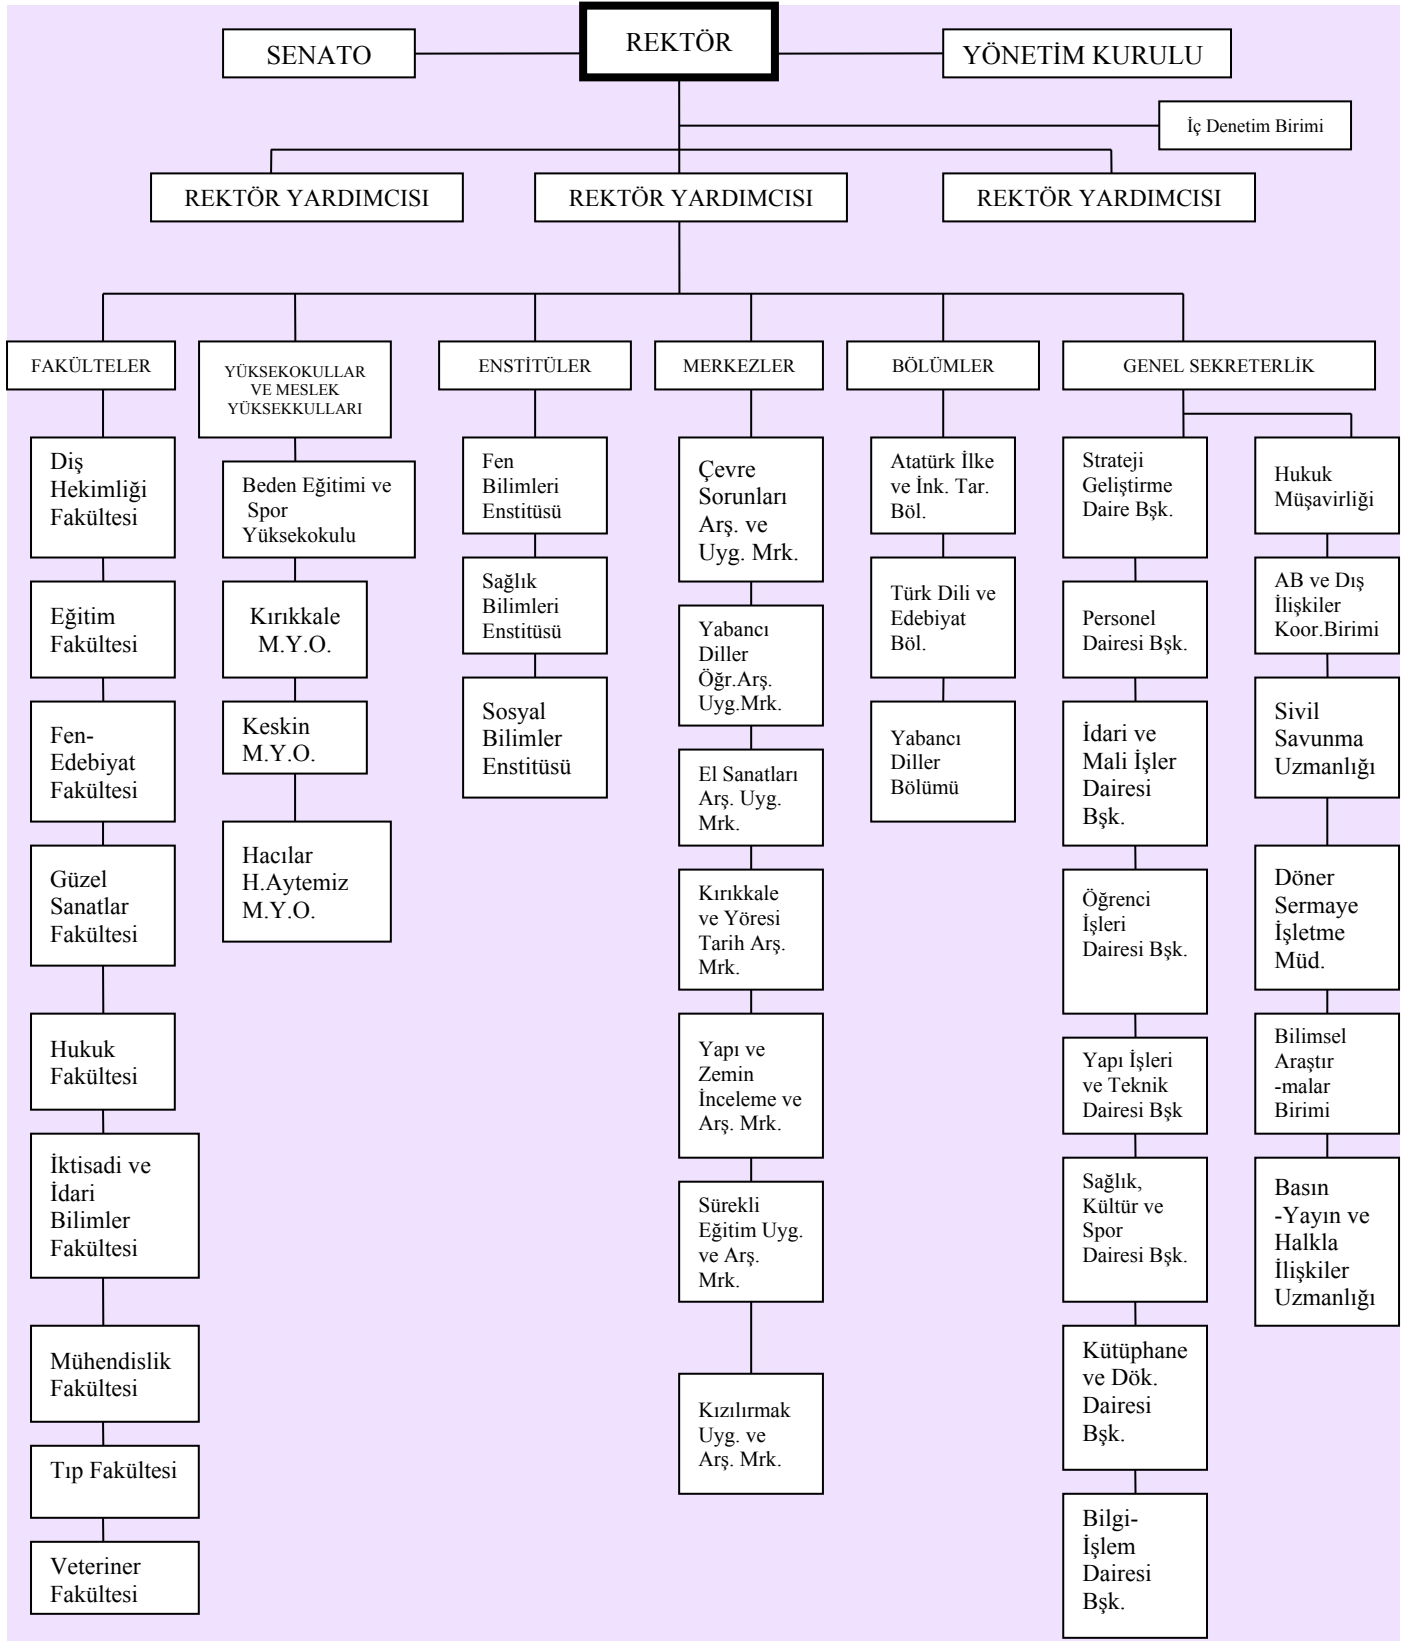 SENATO
REKTÖR
YÖNETİM KURULU
İç Denetim Birimi
REKTÖR YARDIMCISI
REKTÖR YARDIMCISI
REKTÖR YARDIMCISI
FAKÜLTELER
Diş
Hekimliği
Fakültesi
Eğitim
Fakültesi
Fen-
Edebiyat
Fakültesi
Güzel
Sanatlar
Fakültesi
Hukuk
Fakültesi
İktisadi ve
İdari
Bilimler
Fakültesi
Mühendislik
Fakültesi
Tıp Fakültesi
Veteriner
Fakültesi
YÜKSEKOKULLAR
VE MESLEK
YÜKSEKKULLARI
Beden Eğitimi ve
Spor
Yüksekokulu
Kırıkkale
M.Y.O.
Keskin
M.Y.O.
Hacılar
H.Aytemiz
M.Y.O.
ENSTİTÜLER
Fen
Bilimleri
Enstitüsü
Sağlık
Bilimleri
Enstitüsü
Sosyal
Bilimler
Enstitüsü
MERKEZLER
Çevre
Sorunları
Arş. ve
Uyg. Mrk.
Yabancı
Diller
Öğr.Arş.
Uyg.Mrk.
El Sanatları
Arş. Uyg.
Mrk.
Kırıkkale
ve Yöresi
Tarih Arş.
Mrk.
Yapı ve
Zemin
İnceleme ve
Arş. Mrk.
Sürekli
Eğitim Uyg.
ve Arş.
Mrk.
Kızılırmak
Uyg. ve
Arş. Mrk.
BÖLÜMLER
Atatürk İlke
ve İnk. Tar.
Böl.
Türk Dili ve
Edebiyat
Böl.
Yabancı
Diller
Bölümü
GENEL SEKRETERLİK
Strateji
Geliştirme
Daire Bşk.
Personel
Dairesi Bşk.
İdari ve
Mali İşler
Dairesi
Bşk.
Öğrenci
İşleri
Dairesi Bşk.
Yapı İşleri
ve Teknik
Dairesi Bşk
Sağlık,
Kültür ve
Spor
Dairesi Bşk.
Kütüphane
ve Dök.
Dairesi
Bşk.
Bilgi-
İşlem
Dairesi
Bşk.
Hukuk
Müşavirliği
AB ve Dış
İlişkiler
Koor.Birimi
Sivil
Savunma
Uzmanlığı
Döner
Sermaye
İşletme
Müd.
Bilimsel
Araştır
-malar
Birimi
Basın
-Yayın ve
Halkla
İlişkiler
Uzmanlığı